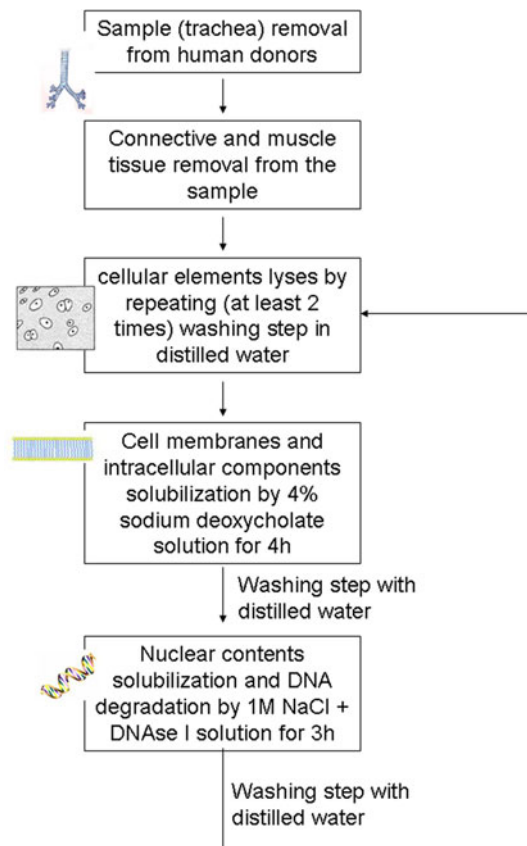 Sample (trachea) removal
from human donors
Connective and muscle
tissue removal from the
sample
cellular elements lyses by
repeating (at least 2
times) washing step in
distilled water
Cell membranes and
intracellular components
solubilization by 4%
sodium deoxycholate
solution for 4h
Washing step with
distilled water
Nuclear contents
solubilization and DNA
degradation by 1M NaCl +
DNAse I solution for 3h
Washing step with
distilled water